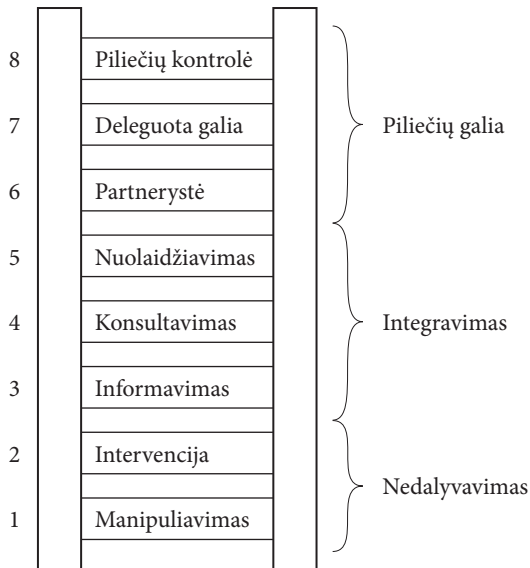 8 Piliečių kontrolė
7 Deleguota galia
Piliečių galia
6 Partnerystė
5 Nuolaidžiavimas
4 Konsultavimas
Integravimas
3 Informavimas
2 Intervencija
Nedalyvavimas
1 Manipuliavimas